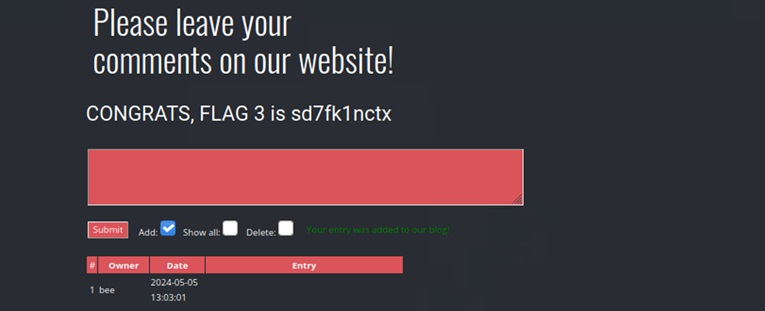 Please leave your
comments on our website!
CONGRATS, FLAG 3 is sd7fk1nctx
Submit Add: Show all: Delete: Your entry was added to our blog!
# Owner Date Entry
1 bee 2024-05-05
13:03:01